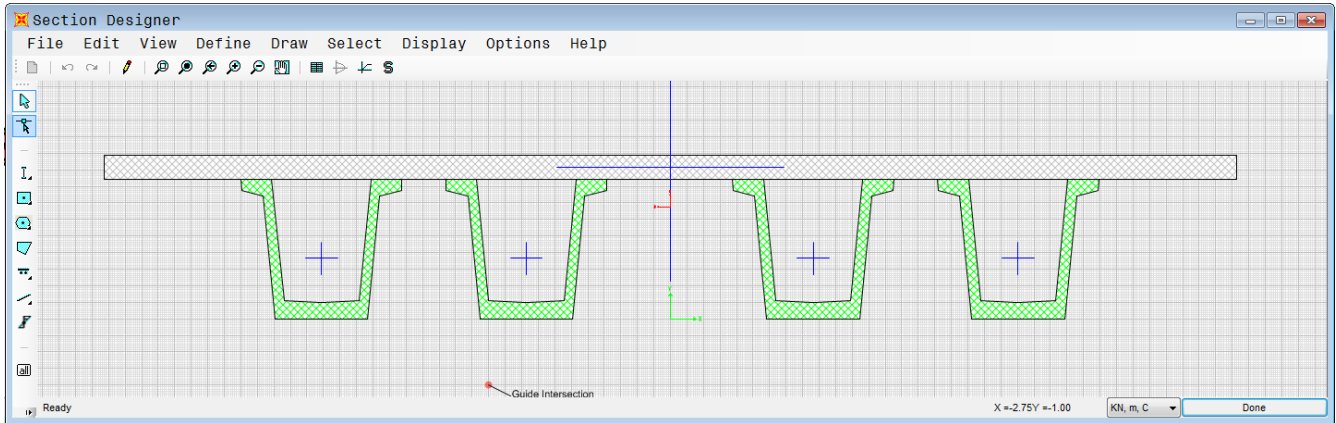 Section Designer
File Edit View Define Draw Select Display Options Help
S
I
all
Guide Intersection
Ready
X =-2.75Y =-1.00
KN, m, C
Done